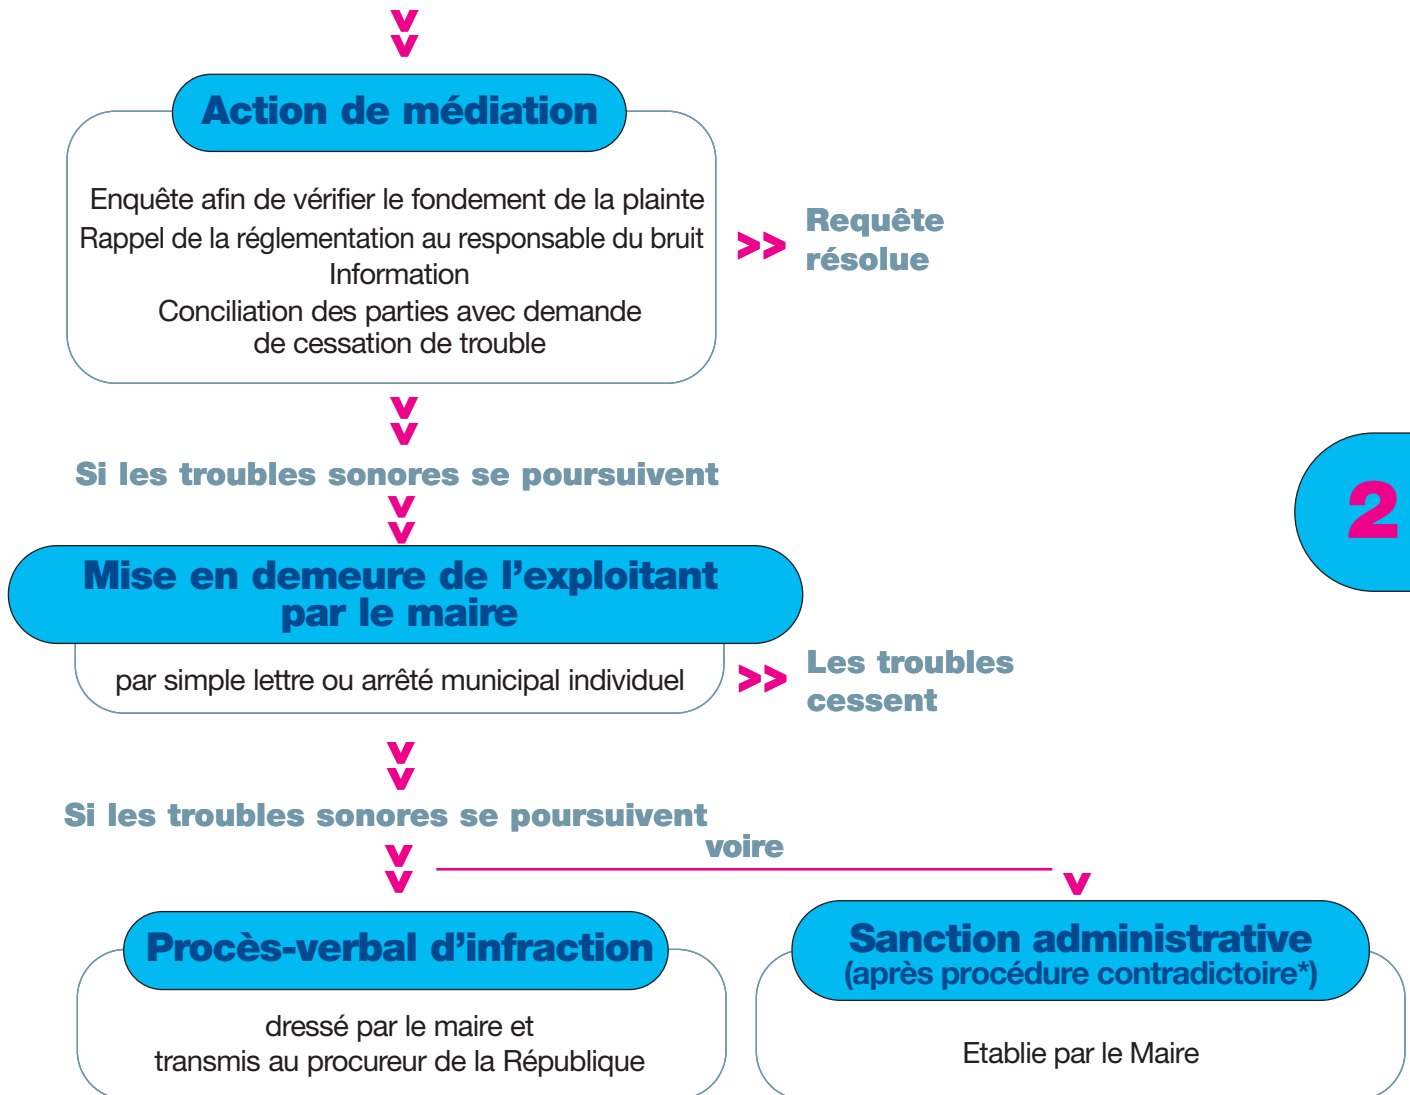 Action de médiation
Enquête afin de vérifier le fondement de la plainte
Rappel de la réglementation au responsable du bruit
Information
Conciliation des parties avec demande
de cessation de trouble
>> Requête
résolue
Si les troubles sonores se poursuivent
2
Mise en demeure de l’exploitant
par le maire
par simple lettre ou arrêté municipal individuel
>> Les troubles
cessent
Si les troubles sonores se poursuivent
voire
Procès-verbal d’infraction
dressé par le maire et
transmis au procureur de la République
Sanction administrative
(après procédure contradictoire*)
Etablie par le Maire